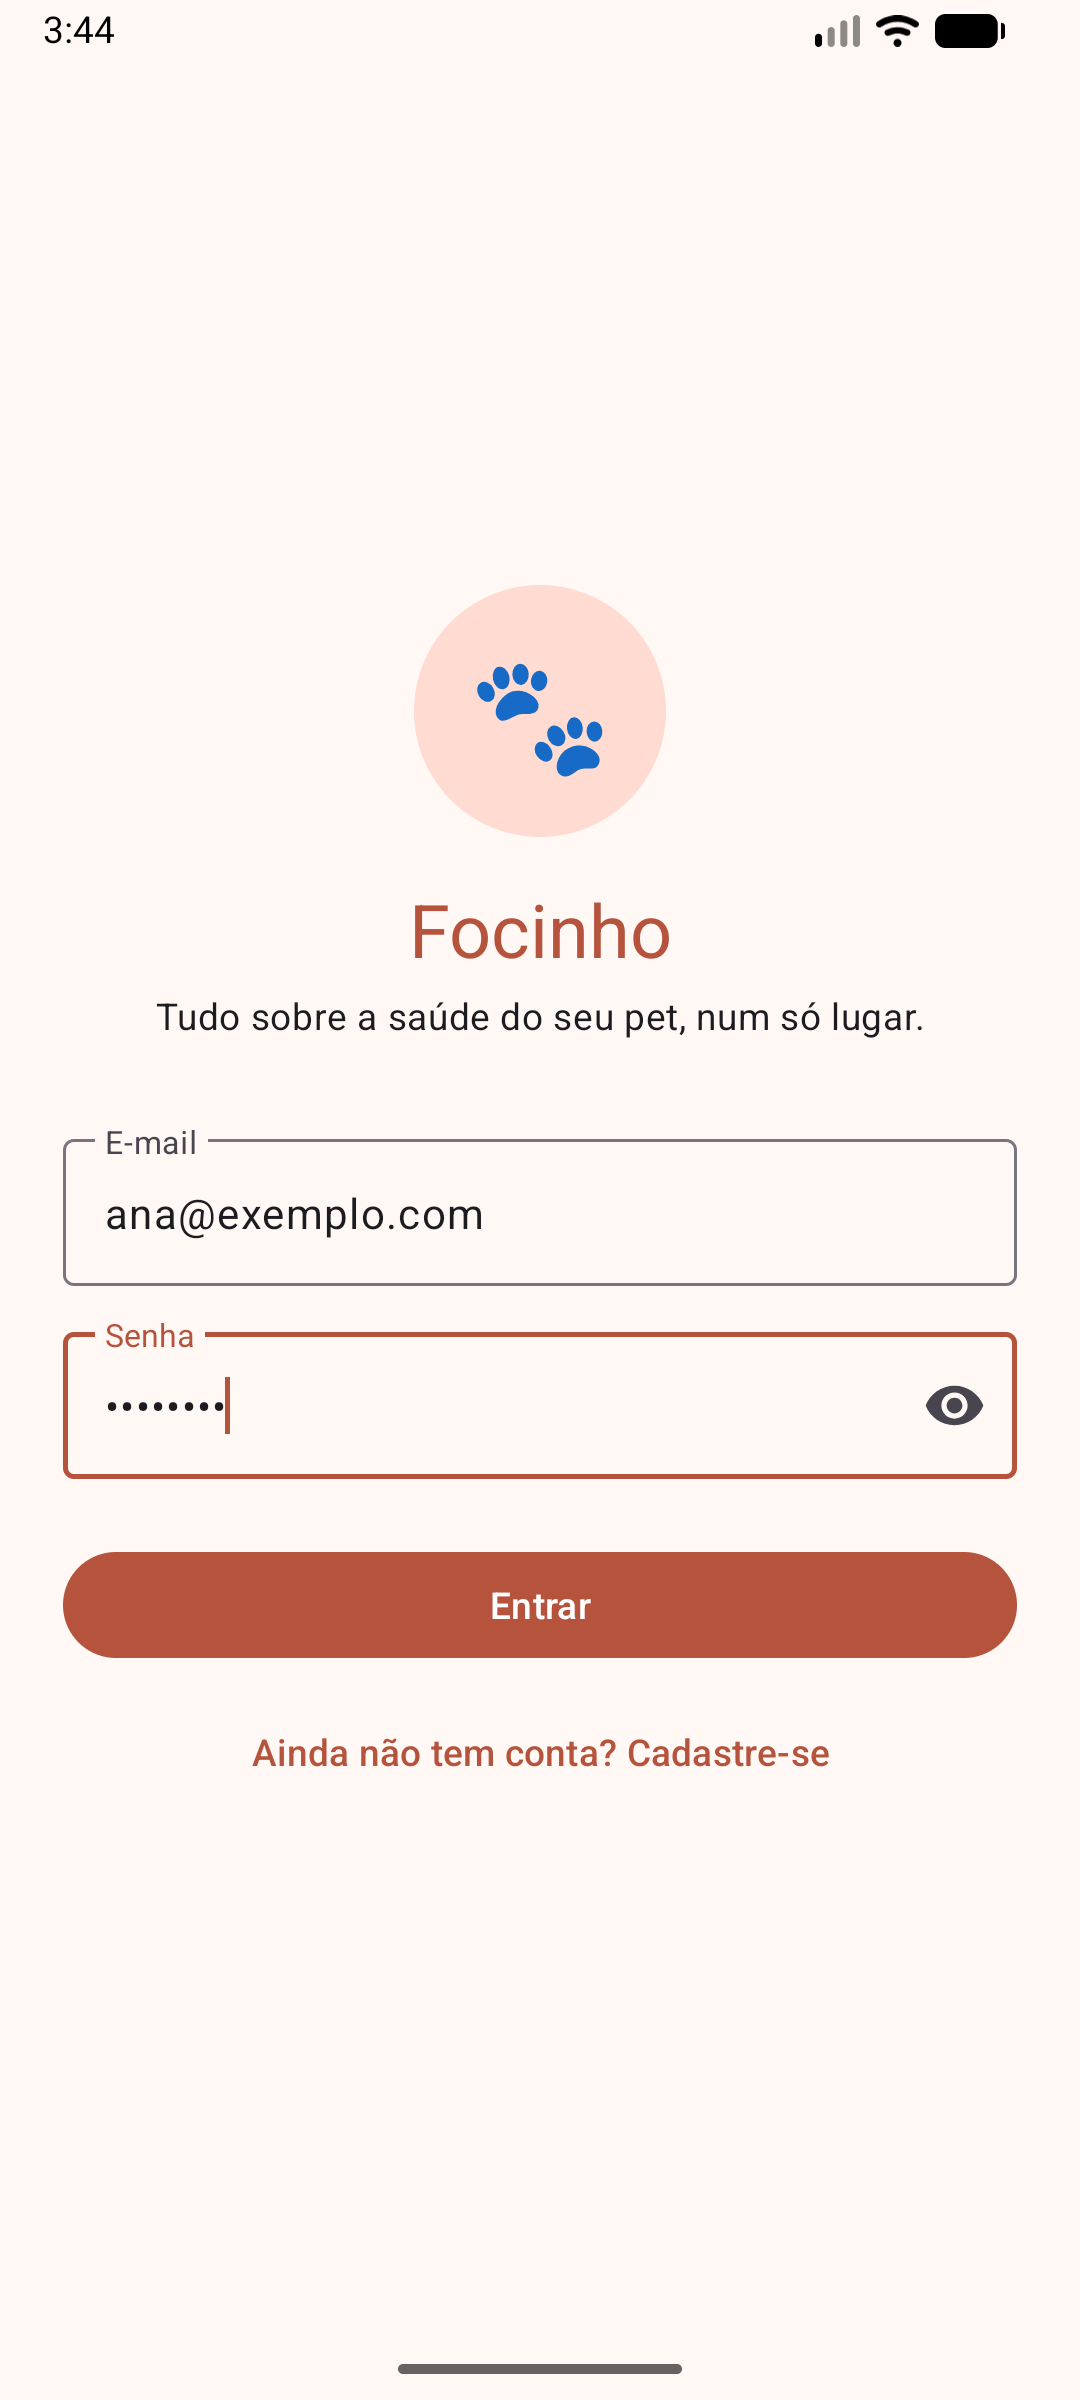 3:44
Focinho
Tudo sobre a saúde do seu pet, num só lugar.
E-mail
ana@exemplo.com
Senha
••••••••
Entrar
Ainda não tem conta? Cadastre-se